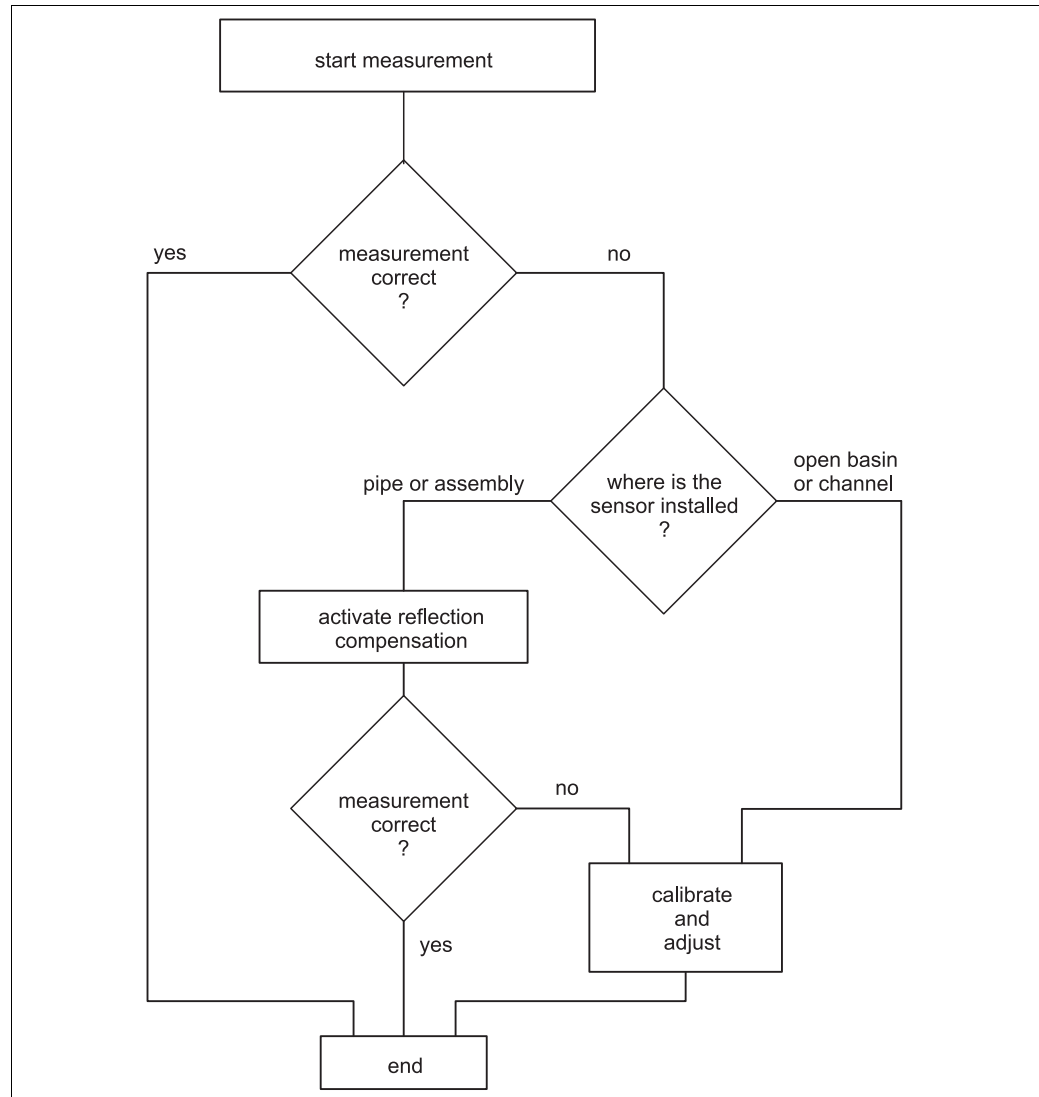 start measurement
yes
measurement
correct
?
no
pipe or assembly
where is the
sensor installed
?
open basin
or channel
activate reflection
compensation
measurement
correct
?
no
yes
calibrate
and
adjust
end